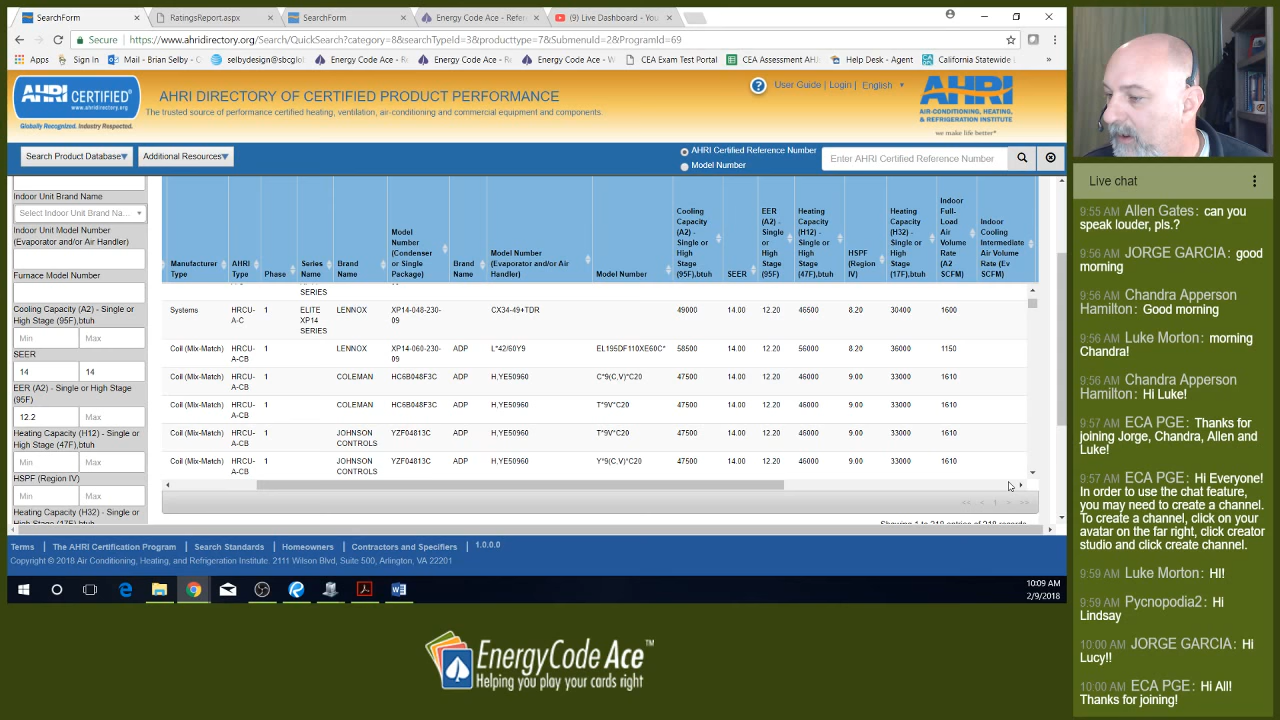 SearchForm
RatingsReport.aspx
SearchForm
Energy Code Ace - Refere
(9) Live Dashboard - You
Secure
https://www.ahridirectory.org/Search/QuickSearch?category=8&searchTypeId=3&producttype=7&SubmenuId=2&ProgramId=69
Apps
Sign In
Mail - Brian Selby - O
selbydesign@sbcglo
Energy Code Ace - Re
Energy Code Ace - Re
Energy Code Ace - W
CEA Exam Test Portal
CEA Assessment AHJ
Help Desk - Agent
California Statewide L
AHRI CERTIFIED®
www.ahridirectory.org
Globally Recognized. Industry Respected.
AHRI DIRECTORY OF CERTIFIED PRODUCT PERFORMANCE
The trusted source of performance certified heating, ventilation, air-conditioning and commercial equipment and components.
User Guide | Login | English
AHRI
AIR-CONDITIONING, HEATING,
& REFRIGERATION INSTITUTE
we make life better®
Search Product Database
Additional Resources
AHRI Certified Reference Number
Model Number
Enter AHRI Certified Reference Number
Indoor Unit Brand Name
Select Indoor Unit Brand Na...
Indoor Unit Model Number
(Evaporator and/or Air Handler)
Furnace Model Number
Cooling Capacity (A2) - Single or
High Stage (95F),btuh
Min Max
SEER
14 14
EER (A2) - Single or High Stage
(95F)
12.2 Max
Heating Capacity (H12) - Single or
High Stage (47F),btuh
Min Max
HSPF (Region IV)
Min Max
Heating Capacity (H32) - Single or
Manufacturer
Type
AHRI
Type
Phase
Series
Name
Brand
Name
Model
Number
(Condenser
or Single
Package)
Brand
Name
Model Number
(Evaporator and/or Air
Handler)
Model Number
Cooling
Capacity
(A2) -
Single or
High
Stage
(95F),btuh
SEER
EER
(A2) -
Single
or
High
Stage
(95F)
Heating
Capacity
(H12) -
Single or
High
Stage
(47F),btuh
HSPF
(Region
IV)
Heating
Capacity
(H32) -
Single or
High
Stage
(17F),btuh
Indoor
Full-
Load
Air
Volume
Rate
(A2
SCFM)
Indoor
Cooling
Intermediate
Air Volume
Rate (Ev
SCFM)
SERIES
Systems HRCU- 1 ELITE LENNOX XP14-048-230- CX34-49+TDR 49000 14.00 12.20 46500 8.20 30400 1600
A-C XP14 09
SERIES
Coil (Mix-Match) HRCU- 1 LENNOX XP14-060-230- ADP L*42/60Y9 EL195DF110XE60C* 58500 14.00 12.20 56000 8.20 36000 1150
A-CB 09
Coil (Mix-Match) HRCU- 1 COLEMAN HC6B048F3C ADP H,YE50960 C*9(C,V)*C20 47500 14.00 12.20 46000 9.00 33000 1610
A-CB
Coil (Mix-Match) HRCU- 1 COLEMAN HC6B048F3C ADP H,YE50960 T*9V*C20 47500 14.00 12.20 46000 9.00 33000 1610
A-CB
Coil (Mix-Match) HRCU- 1 JOHNSON YZF04813C ADP H,YE50960 T*9V*C20 47500 14.00 12.20 46000 9.00 33000 1610
A-CB CONTROLS
Coil (Mix-Match) HRCU- 1 JOHNSON YZF04813C ADP H,YE50960 Y*9(C,V)*C20 47500 14.00 12.20 46000 9.00 33000 1610
A-CB CONTROLS
1
Terms | The AHRI Certification Program | Search Standards | Homeowners | Contractors and Specifiers | 1.0.0.0
Copyright © 2018 Air Conditioning, Heating, and Refrigeration Institute. 2111 Wilson Blvd, Suite 500, Arlington, VA 22201
10:09 AM
2/9/2018
EnergyCode Ace™
Helping you play your cards right
Live chat
9:55 AM Allen Gates: can you
speak louder, pls.?
9:56 AM JORGE GARCIA: good
morning
9:56 AM Chandra Apperson
Hamilton: Good morning
9:56 AM Luke Morton: morning
Chandra!
9:56 AM Chandra Apperson
Hamilton: Hi Luke!
9:57 AM ECA PGE: Thanks for
joining Jorge, Chandra, Allen and
Luke!
9:57 AM ECA PGE: Hi Everyone!
In order to use the chat feature,
you may need to create a channel.
To create a channel, click on your
avatar on the far right, click creator
studio and click create channel.
9:59 AM Luke Morton: HI!
9:59 AM Pycnopodia2: Hi
Lindsay
10:00 AM JORGE GARCIA: Hi
Lucy!!
10:00 AM ECA PGE: Hi All!
Thanks for joining!